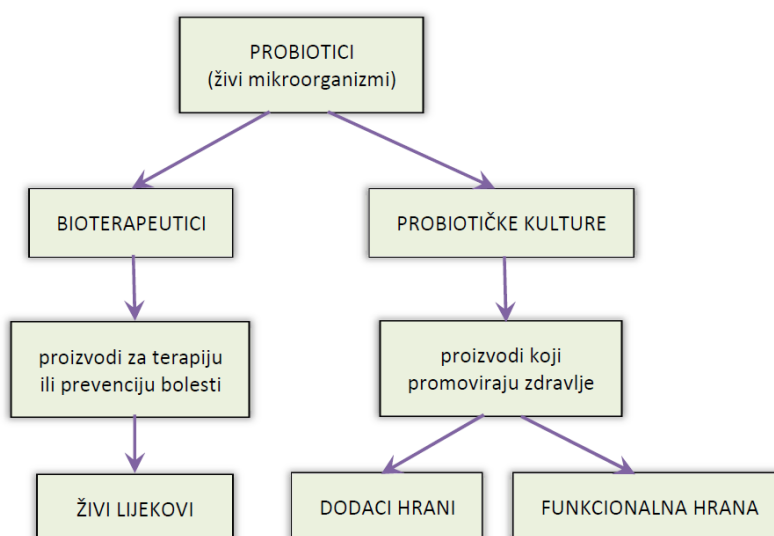 PROBIOTICI
(živi mikroorganizmi)
BIOTERAPEUTICI
PROBIOTIČKE KULTURE
proizvodi za terapiju
ili prevenciju bolesti
proizvodi koji
promoviraju zdravlje
ŽIVI LIJEKOVI
DODACI HRANI
FUNKCIONALNA HRANA